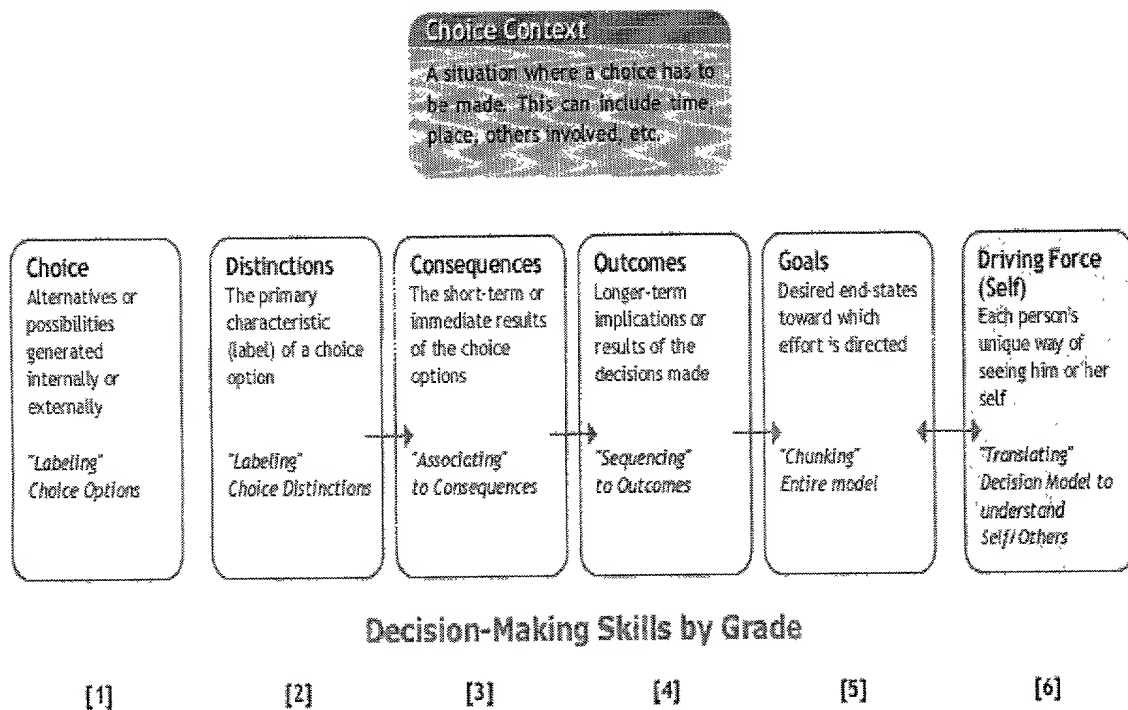 Choice Context
A situation where a choice has to
be made. This can include time,
place, others involved, etc.
Choice
Alternatives or
possibilities
generated
internally or
externally
"Labeling"
Choice Options
Distinctions
The primary
characteristic
(label) of a choice
option
"Labeling"
Choice Distinctions
Consequences
The short-term or
immediate results
of the choice
options
"Associating"
to Consequences
Outcomes
Longer-term
implications or
results of the
decisions made
"Sequencing"
to Outcomes
Goals
Desired end-states
toward which
effort is directed
"Chunking"
Entire model
Driving Force
(Self)
Each person's
unique way of
seeing him or her
self
"Translating"
Decision Model to
understand
Self/Others
Decision-Making Skills by Grade
[1] [2] [3] [4] [5] [6]